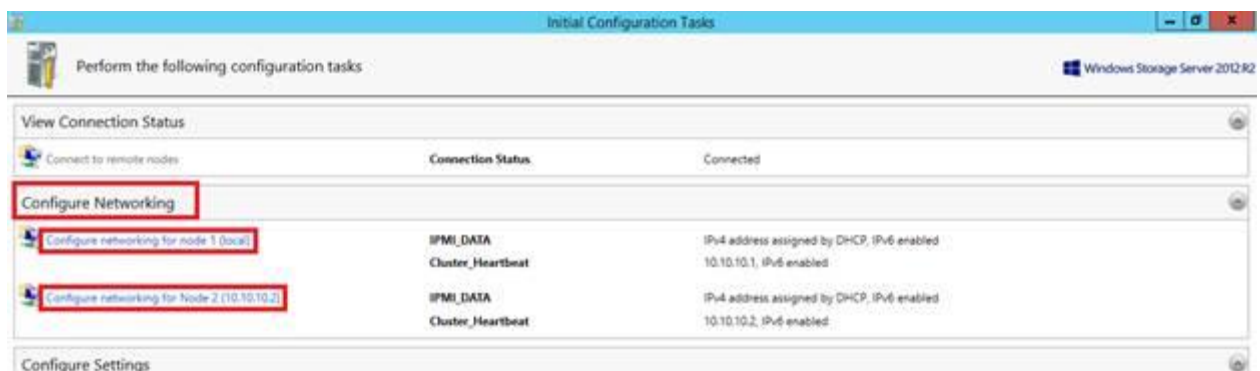 Initial Configuration Tasks
Perform the following configuration tasks
Windows Storage Server 2012 R2
View Connection Status
Connect to remote nodes Connection Status Connected
Configure Networking
Configure networking for node 1 (local) IPMI_DATA IPv4 address assigned by DHCP, IPv6 enabled
Cluster_Heartbeat 10.10.10.1, IPv6 enabled
Configure networking for Node 2 (10.10.10.2) IPMI_DATA IPv4 address assigned by DHCP, IPv6 enabled
Cluster_Heartbeat 10.10.10.2, IPv6 enabled
Configure Settings